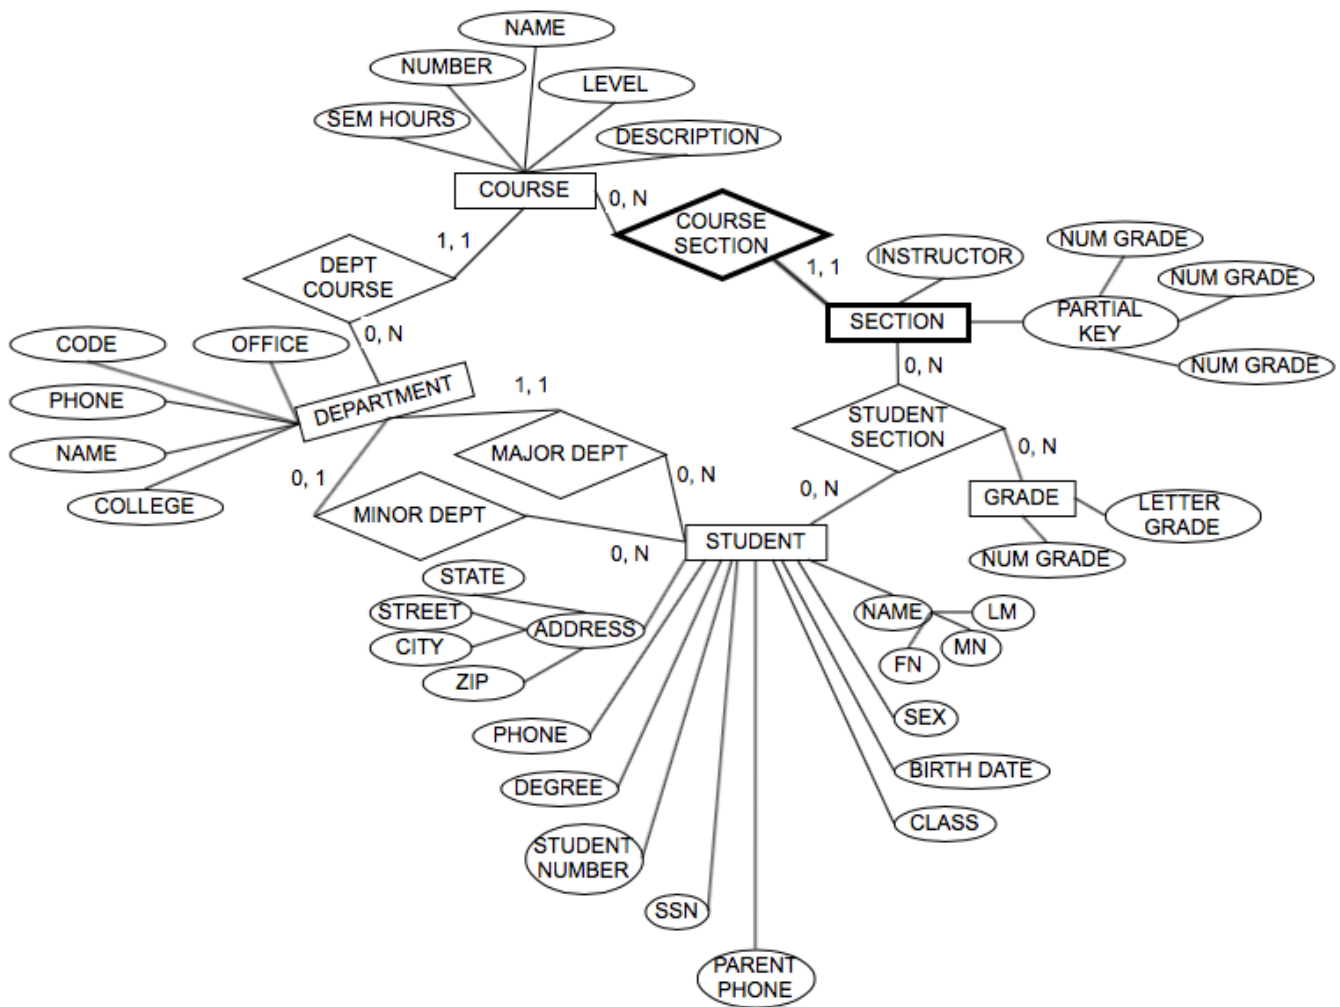 NAME
NUMBER
LEVEL
SEM HOURS
DESCRIPTION
COURSE
0, N
COURSE
SECTION
1, 1
1, 1
DEPT
COURSE
0, N
INSTRUCTOR
NUM GRADE
NUM GRADE
PARTIAL
KEY
NUM GRADE
SECTION
0, N
CODE
OFFICE
PHONE
NAME
COLLEGE
DEPARTMENT
1, 1
0, 1
MAJOR DEPT
0, N
MINOR DEPT
0, N
STUDENT
SECTION
0, N
0, N
GRADE
LETTER
GRADE
NUM GRADE
STUDENT
STATE
STREET
CITY
ZIP
ADDRESS
NAME
LM
MN
FN
PHONE
SEX
DEGREE
BIRTH DATE
STUDENT
NUMBER
CLASS
SSN
PARENT
PHONE